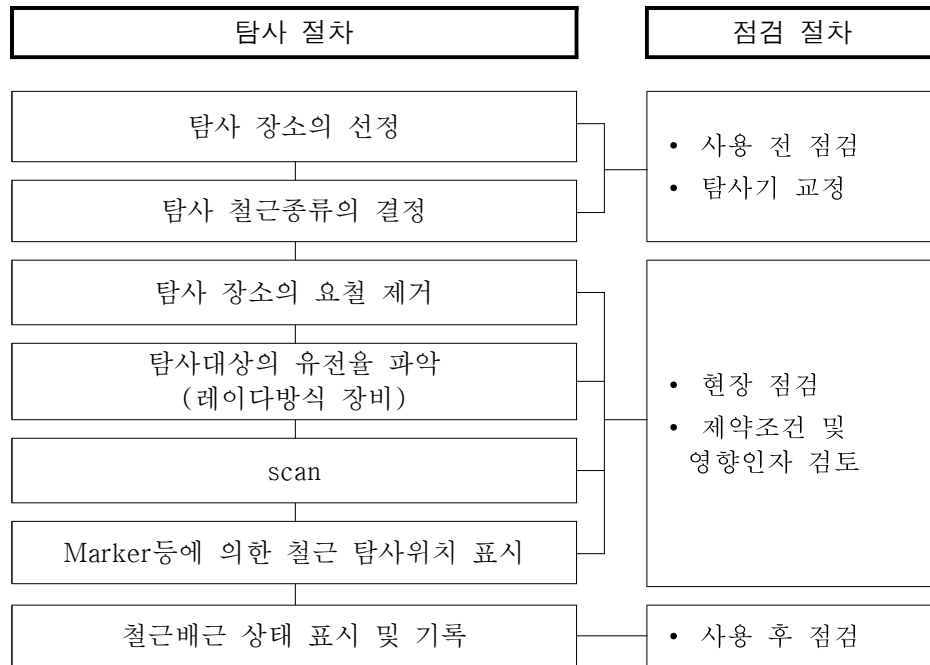 탐사 절차
점검 절차
탐사 장소의 선정
탐사 철근종류의 결정
• 사용 전 점검
• 탐사기 교정
탐사 장소의 요철 제거
탐사대상의 유전율 파악
(레이다방식 장비)
scan
Marker등에 의한 철근 탐사위치 표시
• 현장 점검
• 제약조건 및
영향인자 검토
철근배근 상태 표시 및 기록
• 사용 후 점검